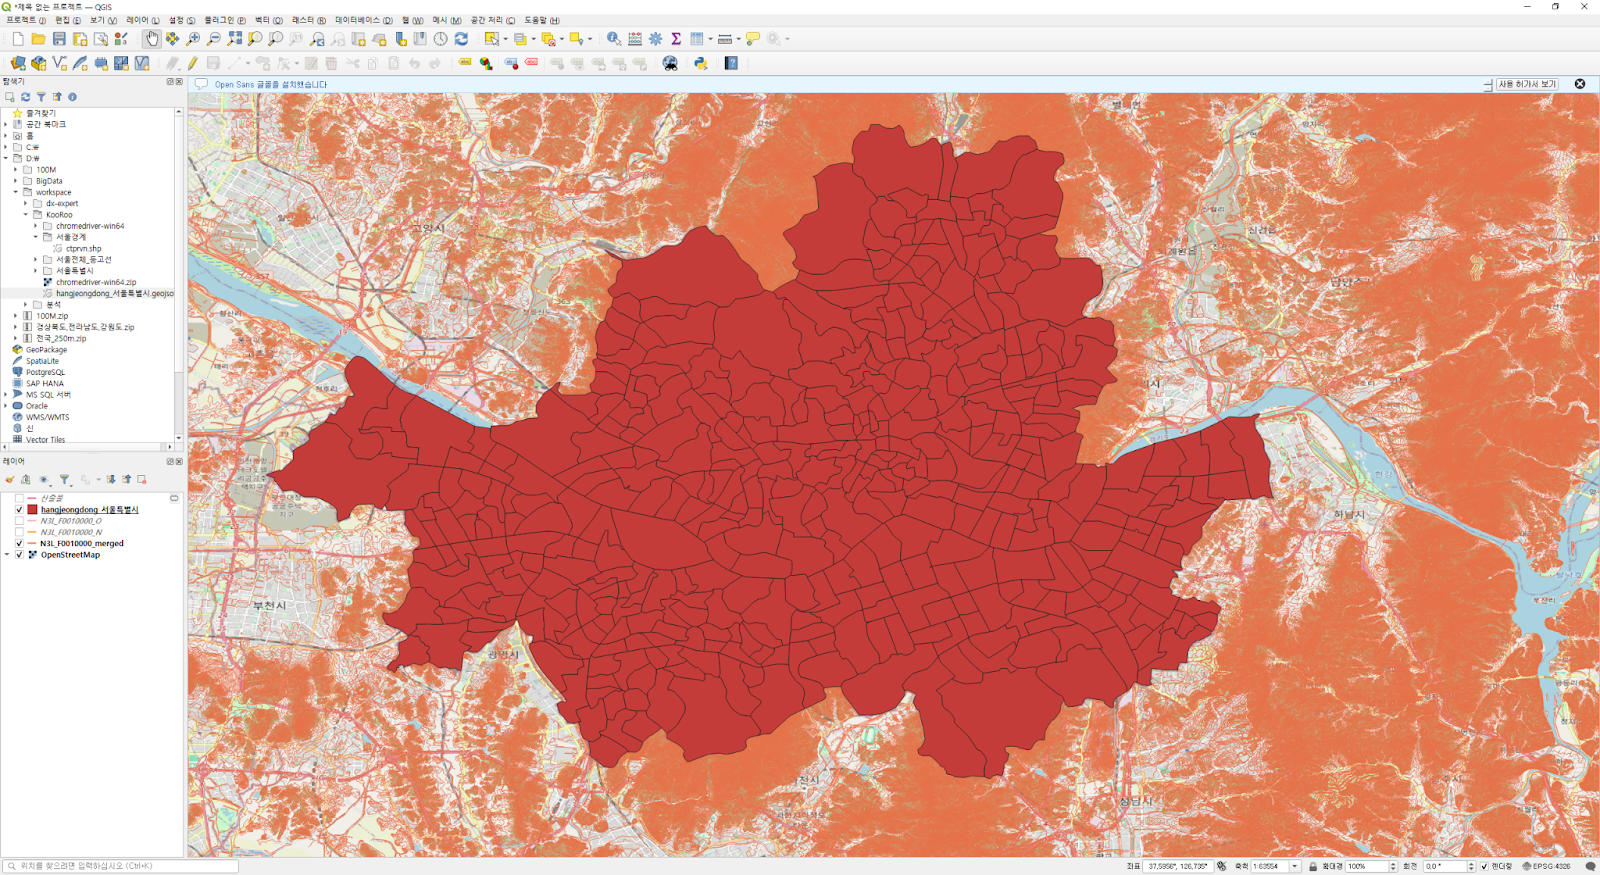 *제목 없는 프로젝트 — QGIS
프로젝트 (J) 편집 (E) 보기 (V) 레이어 (L) 설정 (S) 플러그인 (P) 벡터 (O) 래스터 (R) 데이터베이스 (D) 웹 (W) 메시 (M) 공간 처리 (C) 도움말 (H)
탐색기
Open Sans 글꼴을 설치했습니다
사용 허가서 보기
즐겨찾기
공간 북마크
홈
C:₩
D:₩
100M
BigData
workspace
dx-expert
KooRoo
chromedriver-win64
서울경계
ctprvn.shp
서울전체_등고선
서울특별시
chromedriver-win64.zip
hangjeongdong_서울특별시.geojso
분석
100M.zip
경상북도,전라남도,강원도.zip
전국_250m.zip
GeoPackage
SpatiaLite
PostgreSQL
SAP HANA
MS SQL 서버
Oracle
WMS/WMTS
신
Vector Tiles
레이어
산출물
hangjeongdong_서울특별시
N3L_F0010000_O
N3L_F0010000_N
N3L_F0010000_merged
OpenStreetMap
고양시
부천시
광명시
하남시
성남시
위치를 찾으려면 입력하십시오 (Ctrl+K)
좌표 37.5956°, 126.735° 축척 1:63554 확대경 100% 회전 0.0 ° 렌더링 EPSG:4326